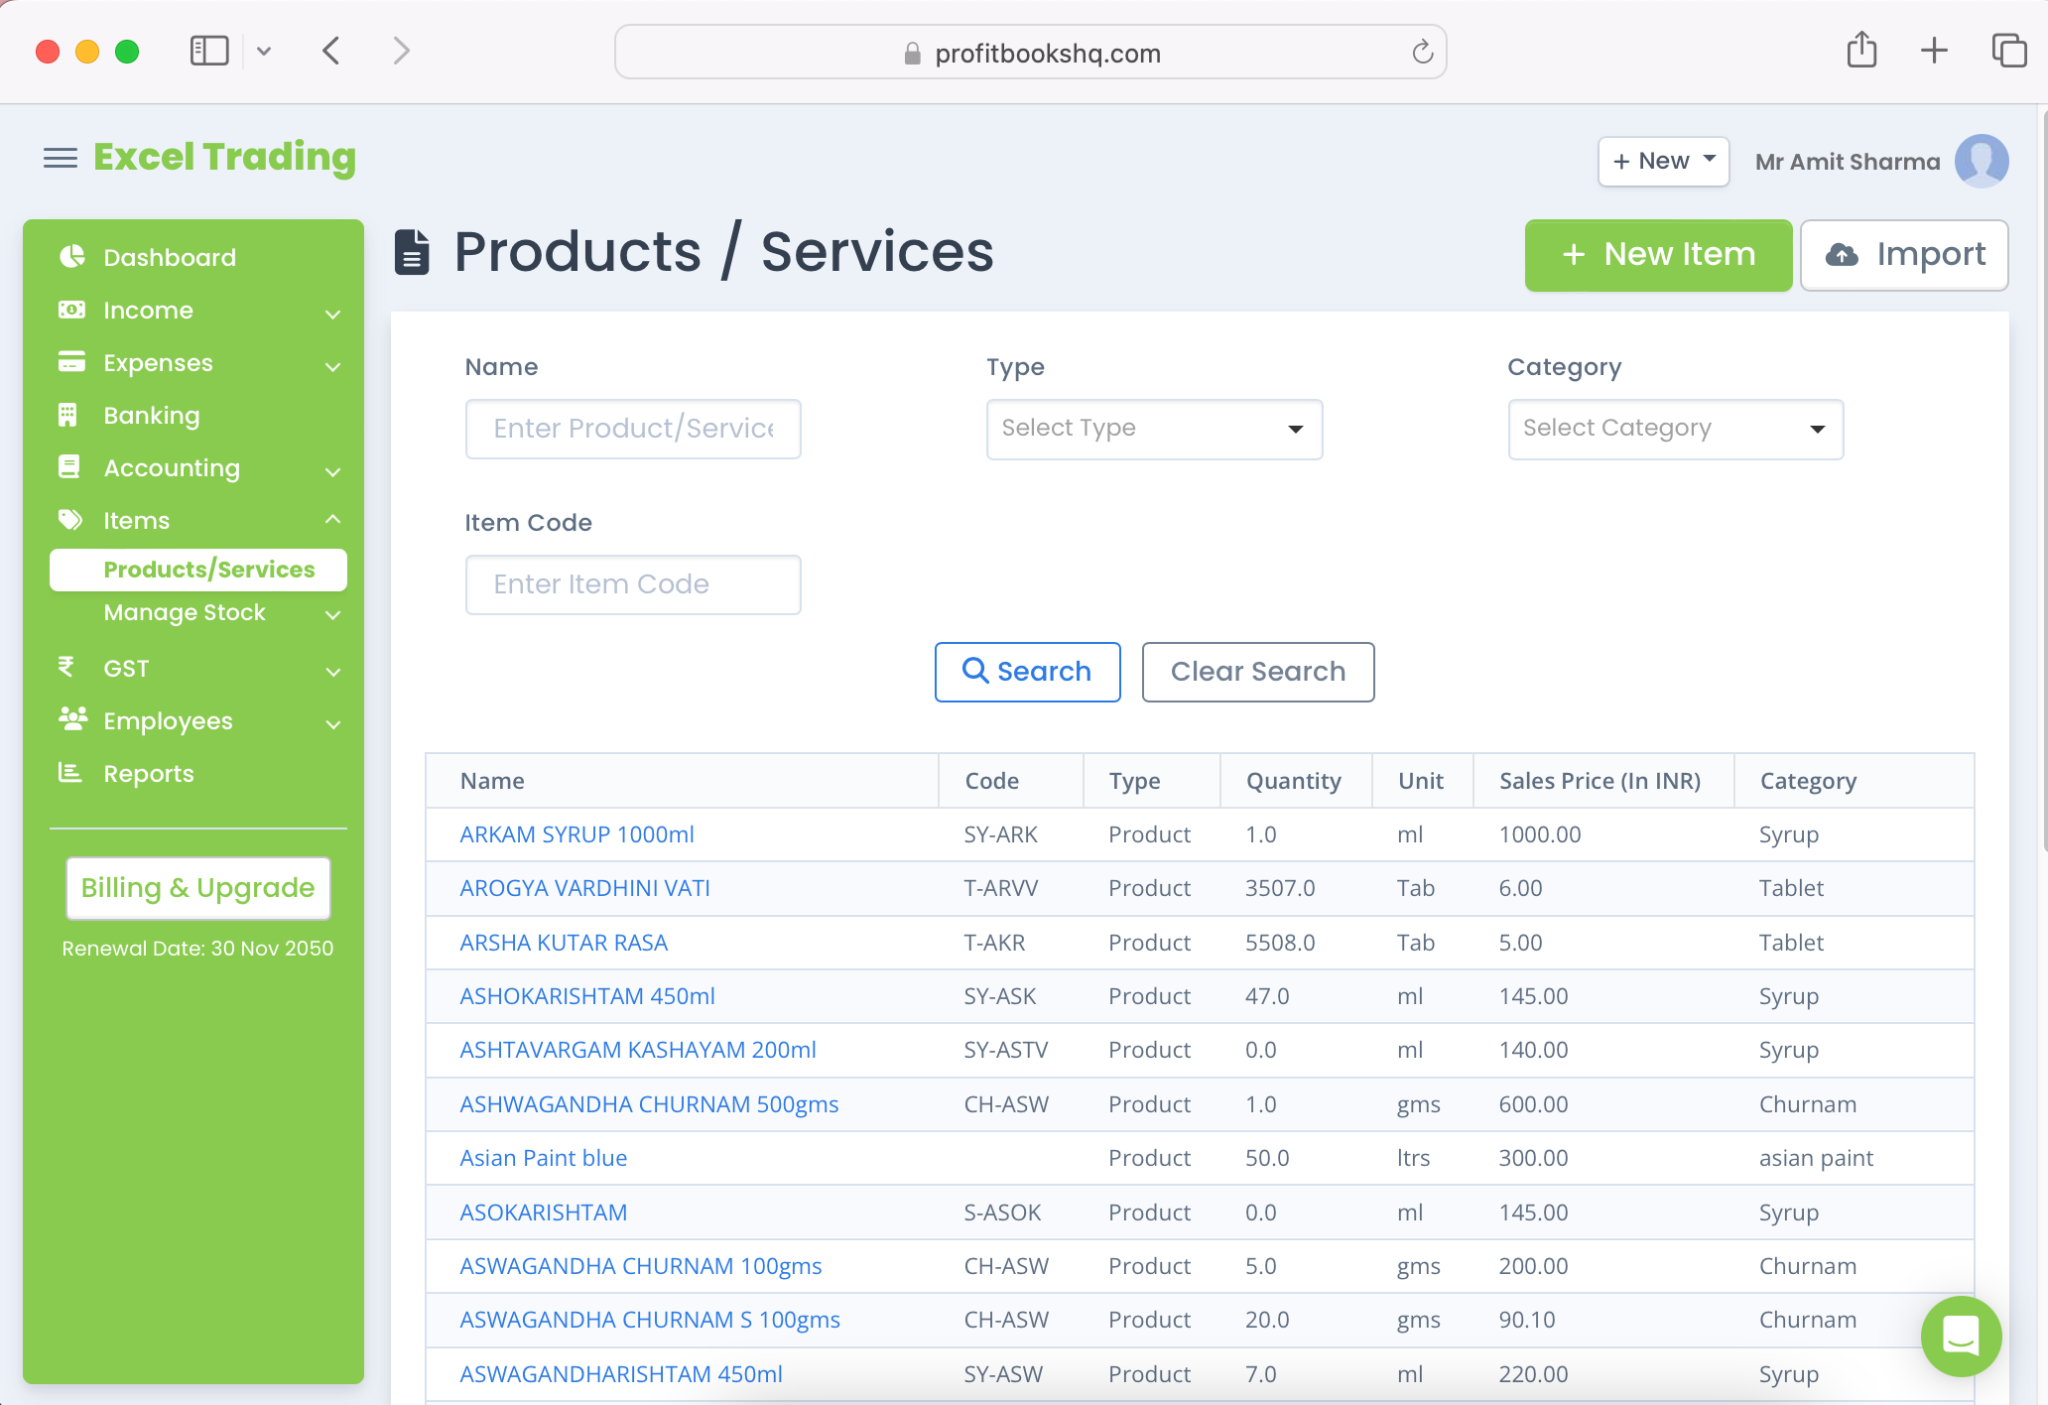 profitbookshq.com
Excel Trading
+ New
Mr Amit Sharma
Dashboard
Income
Expenses
Banking
Accounting
Items
Products/Services
Manage Stock
GST
Employees
Reports
Billing & Upgrade
Renewal Date: 30 Nov 2050
Products / Services
+ New Item
Import
Name Type Category
Enter Product/Service Select Type Select Category
Item Code
Enter Item Code
Search Clear Search
Name Code Type Quantity Unit Sales Price (In INR) Category
ARKAM SYRUP 1000ml SY-ARK Product 1.0 ml 1000.00 Syrup
AROGYA VARDHINI VATI T-ARVV Product 3507.0 Tab 6.00 Tablet
ARSHA KUTAR RASA T-AKR Product 5508.0 Tab 5.00 Tablet
ASHOKARISHTAM 450ml SY-ASK Product 47.0 ml 145.00 Syrup
ASHTAVARGAM KASHAYAM 200ml SY-ASTV Product 0.0 ml 140.00 Syrup
ASHWAGANDHA CHURNAM 500gms CH-ASW Product 1.0 gms 600.00 Churnam
Asian Paint blue Product 50.0 ltrs 300.00 asian paint
ASOKARISHTAM S-ASOK Product 0.0 ml 145.00 Syrup
ASWAGANDHA CHURNAM 100gms CH-ASW Product 5.0 gms 200.00 Churnam
ASWAGANDHA CHURNAM S 100gms CH-ASW Product 20.0 gms 90.10 Churnam
ASWAGANDHARISHTAM 450ml SY-ASW Product 7.0 ml 220.00 Syrup